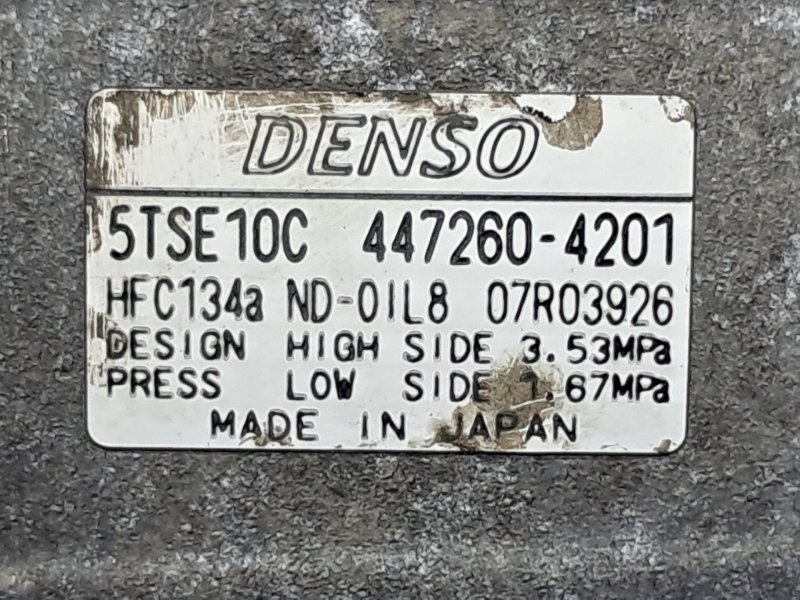 DENSO
5TSE10C 447260-4201
HFC134a ND-OIL8 07R03926
DESIGN HIGH SIDE 3.53MPa
PRESS LOW SIDE 1.67MPa
MADE IN JAPAN